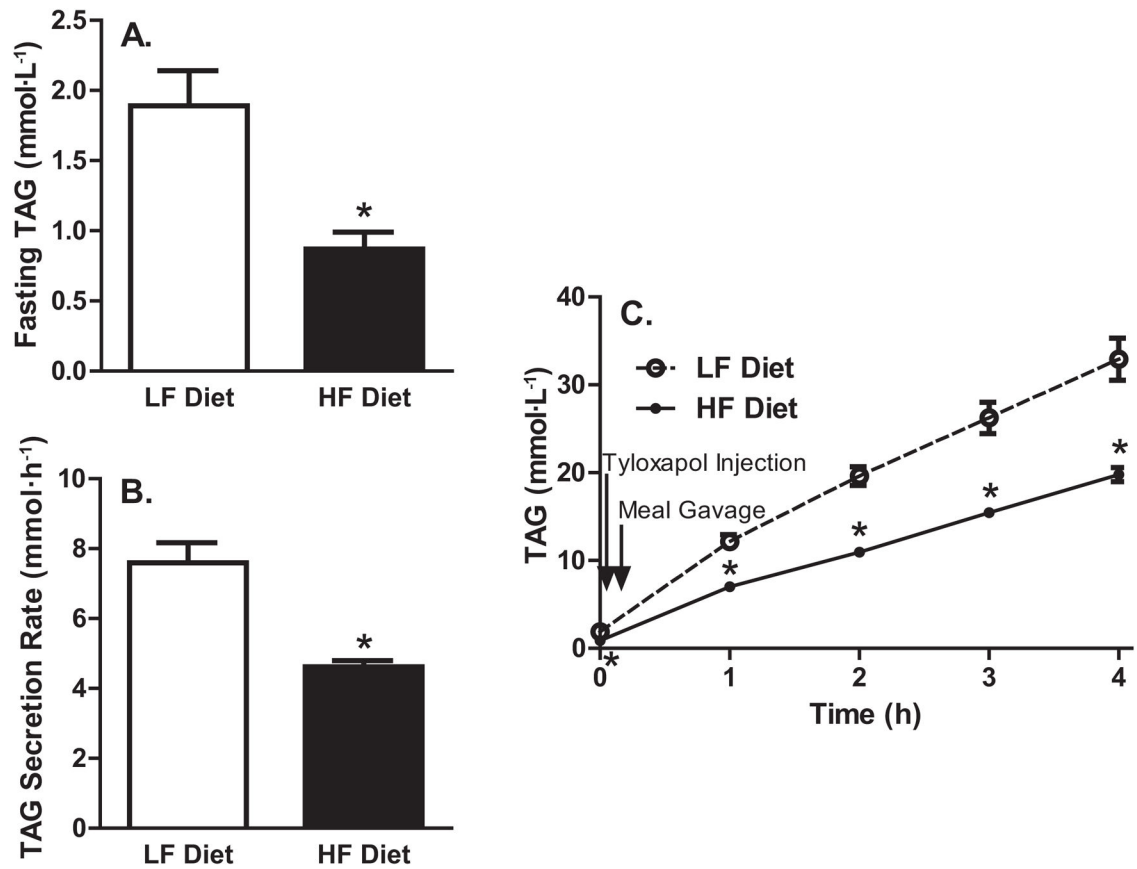 A.
Fasting TAG (mmol·L⁻¹)
2.5
2.0
1.5
1.0
0.5
0.0
*
LF Diet
HF Diet
B.
TAG Secretion Rate (mmol·h⁻¹)
10
8
6
4
2
0
*
LF Diet
HF Diet
C.
TAG (mmol·L⁻¹)
40
30
20
10
0
LF Diet
HF Diet
Tyloxapol Injection
Meal Gavage
*
*
*
*
*
0
1
2
3
4
Time (h)